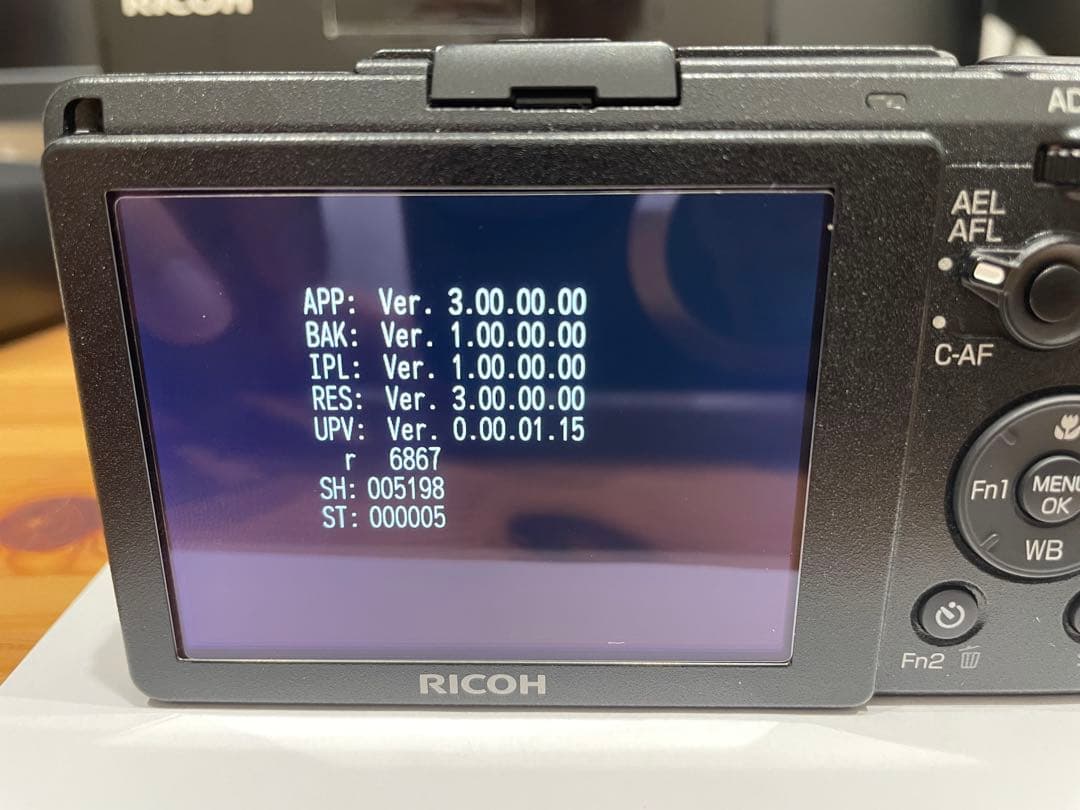 RICOH
AD
AEL
AFL
C-AF
APP: Ver. 3.00.00.00
BAK: Ver. 1.00.00.00
IPL: Ver. 1.00.00.00
RES: Ver. 3.00.00.00
UPV: Ver. 0.00.01.15
r 6867
SH: 005198
ST: 000005
Fn1
MENU
OK
WB
Fn2
RICOH